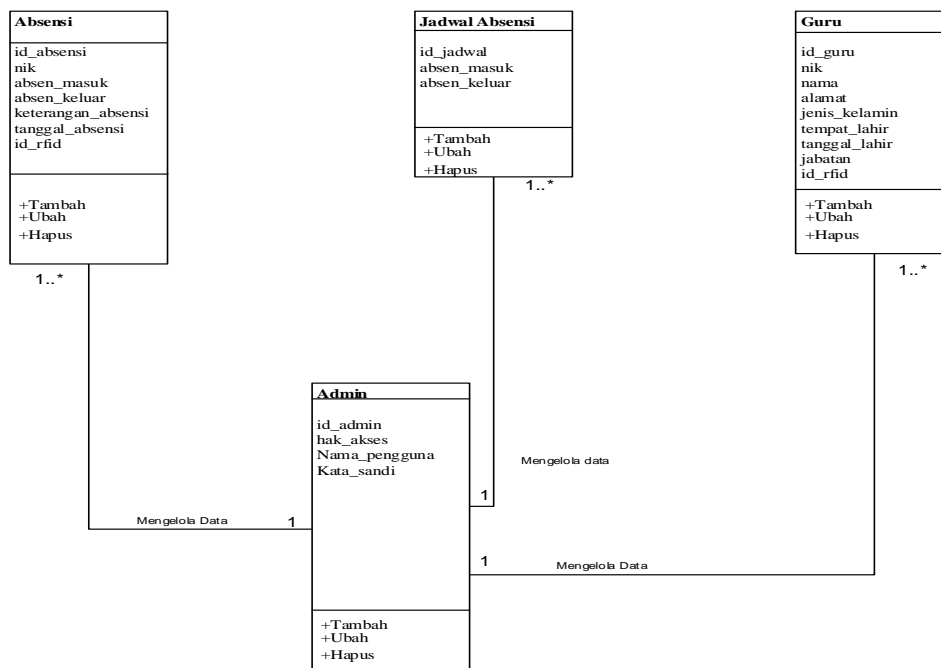 Absensi
id_absensi
nik
absen_masuk
absen_keluar
keterangan_absensi
tanggal_absensi
id_rfid
+Tambah
+Ubah
+Hapus
1..*
Jadwal Absensi
id_jadwal
absen_masuk
absen_keluar
+Tambah
+Ubah
+Hapus
1..*
Guru
id_guru
nik
nama
alamat
jenis_kelamin
tempat_lahir
tanggal_lahir
jabatan
id_rfid
+Tambah
+Ubah
+Hapus
1..*
Admin
id_admin
hak_akses
Nama_pengguna
Kata_sandi
+Tambah
+Ubah
+Hapus
Mengelola data
1
Mengelola Data
1
1
Mengelola Data